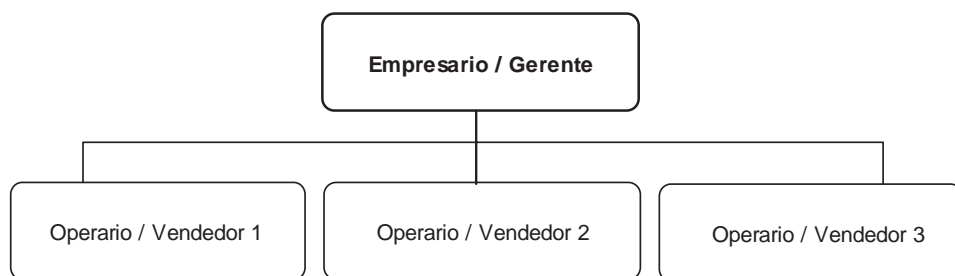 Empresario / Gerente
Operario / Vendedor 1
Operario / Vendedor 2
Operario / Vendedor 3